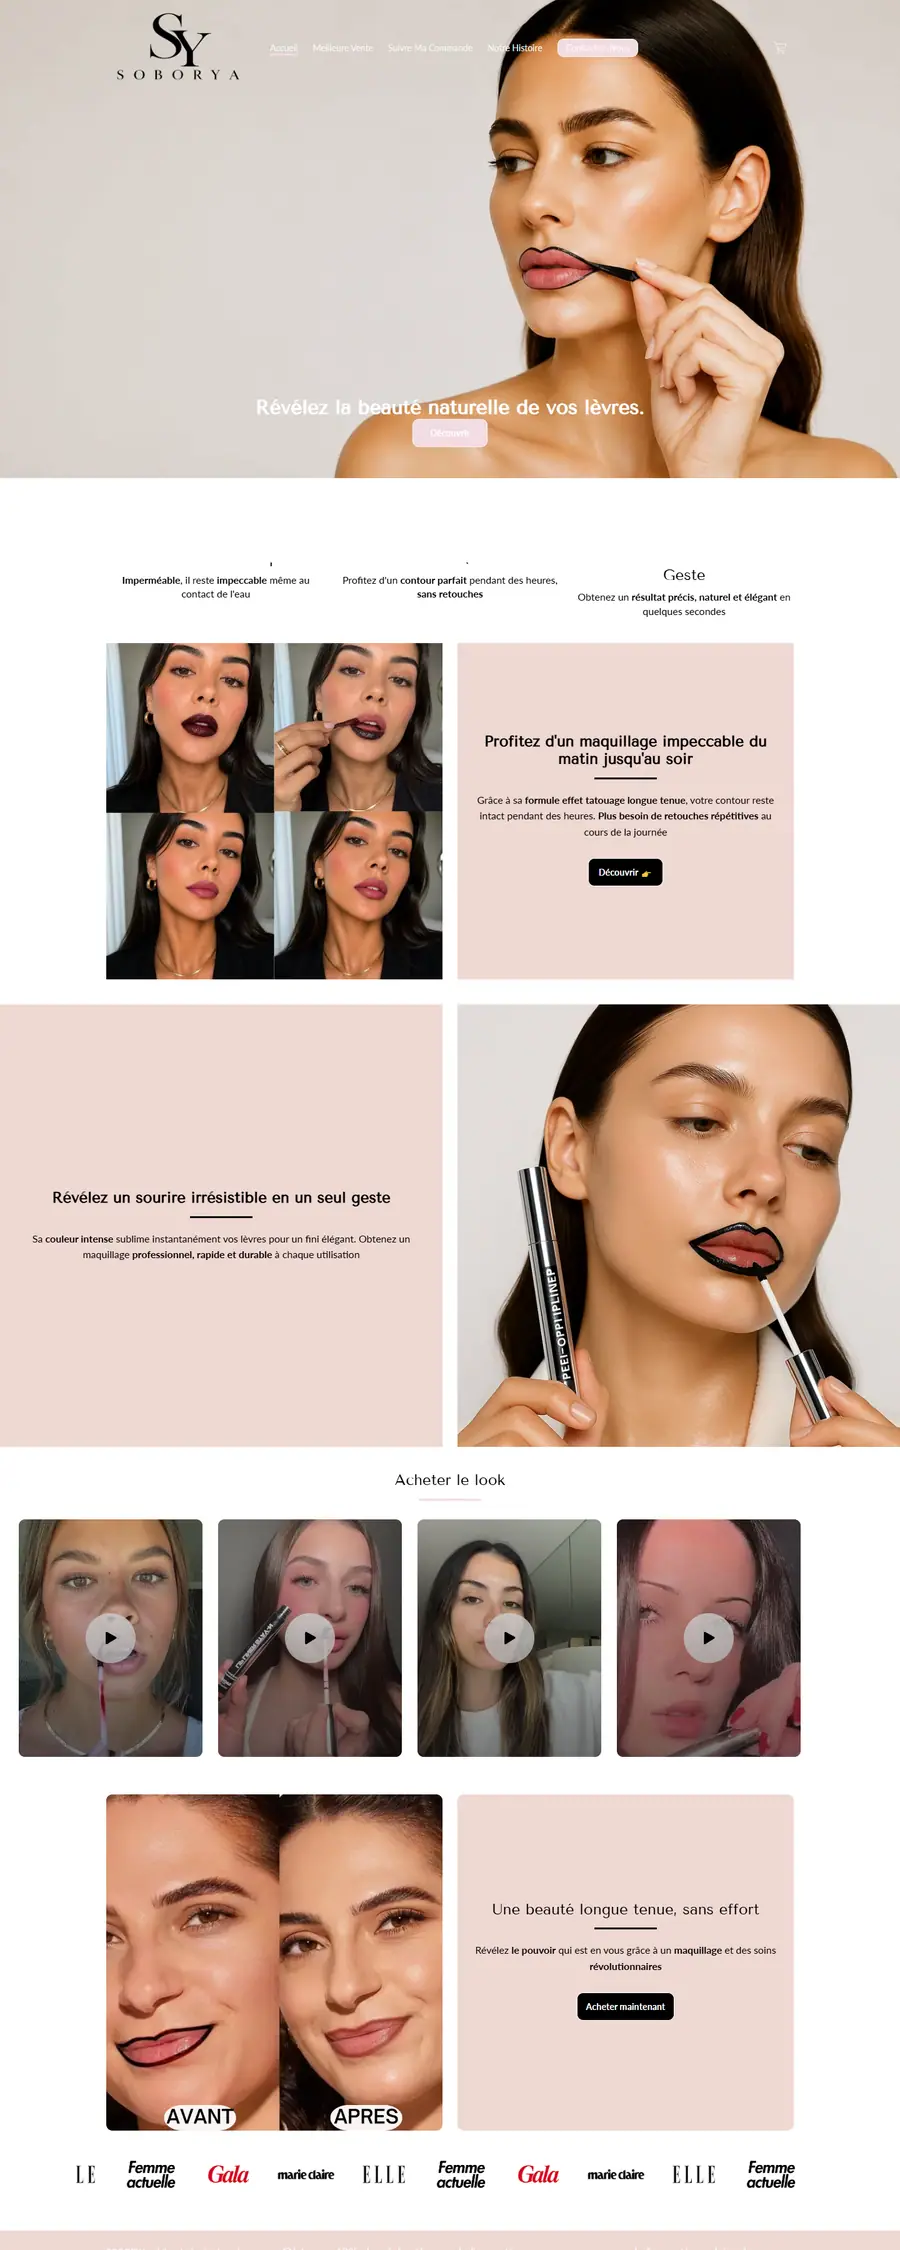 SY
SOBORYA
Accueil
Meilleure Vente
Suivre Ma Commande
Notre Histoire
Contactez-Nous
Révélez la beauté naturelle de vos lèvres.
Découvrir
Imperméable, il reste impeccable même au
contact de l'eau
Profitez d'un contour parfait pendant des heures,
sans retouches
Geste
Obtenez un résultat précis, naturel et élégant en
quelques secondes
Profitez d'un maquillage impeccable du
matin jusqu'au soir
Grâce à sa formule effet tatouage longue tenue, votre contour reste
intact pendant des heures. Plus besoin de retouches répétitives au
cours de la journée
Découvrir 👉
Révélez un sourire irrésistible en un seul geste
Sa couleur intense sublime instantanément vos lèvres pour un fini élégant. Obtenez un
maquillage professionnel, rapide et durable à chaque utilisation
Acheter le look
Une beauté longue tenue, sans effort
Révélez le pouvoir qui est en vous grâce à un maquillage et des soins
révolutionnaires
Acheter maintenant
AVANT
APRES
LE
Femme
actuelle
Gala
marie claire
ELLE
Femme
actuelle
Gala
marie claire
ELLE
Femme
actuelle